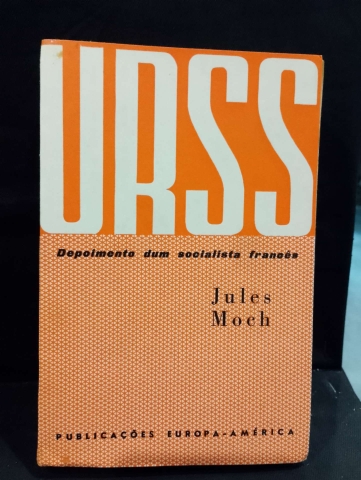 URSS
Depoimento dum socialista francês
Jules
Moch
PUBLICAÇÕES EUROPA-AMÉRICA